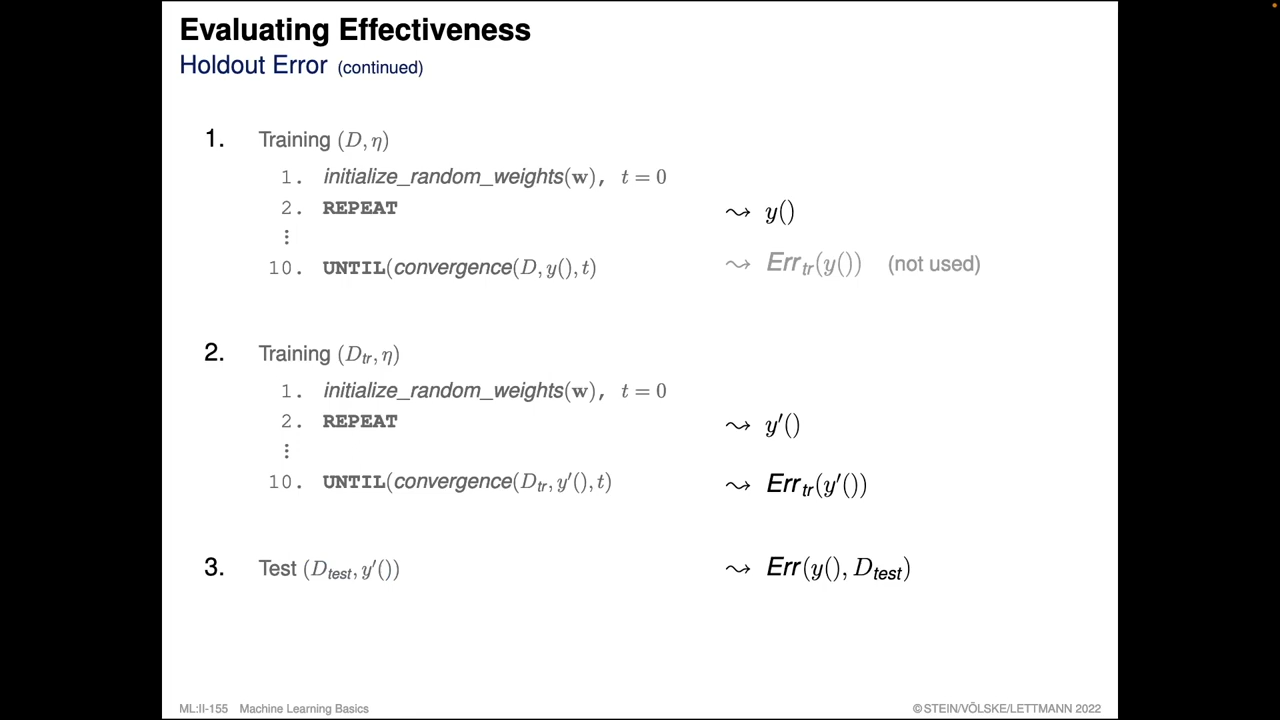 Evaluating Effectiveness
Holdout Error (continued)
1. Training (D, η)
1. initialize_random_weights(w), t = 0
2. REPEAT ⤳ y()
⋮
10. UNTIL(convergence(D, y(), t) ⤳ Err_tr(y()) (not used)
2. Training (D_tr, η)
1. initialize_random_weights(w), t = 0
2. REPEAT ⤳ y′()
⋮
10. UNTIL(convergence(D_tr, y′(), t) ⤳ Err_tr(y′())
3. Test (D_test, y′()) ⤳ Err(y(), D_test)
ML:II-155 Machine Learning Basics ©STEIN/VÖLSKE/LETTMANN 2022